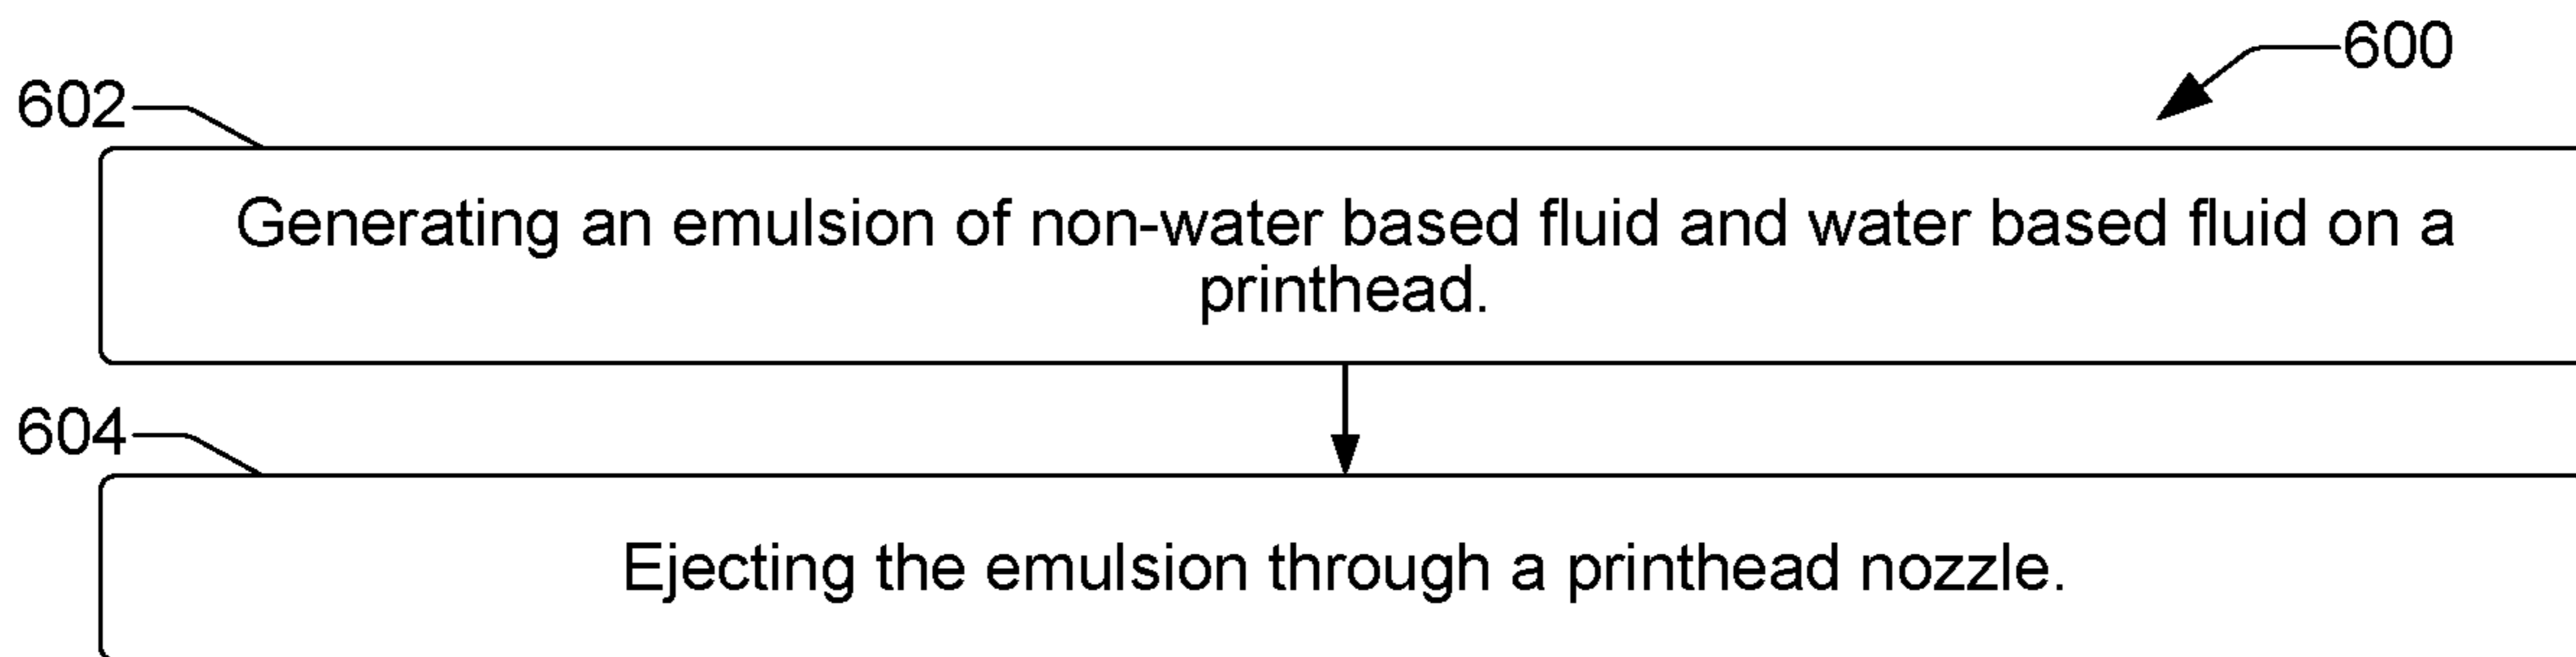 600
602
Generating an emulsion of non-water based fluid and water based fluid on a
printhead.
604
Ejecting the emulsion through a printhead nozzle.